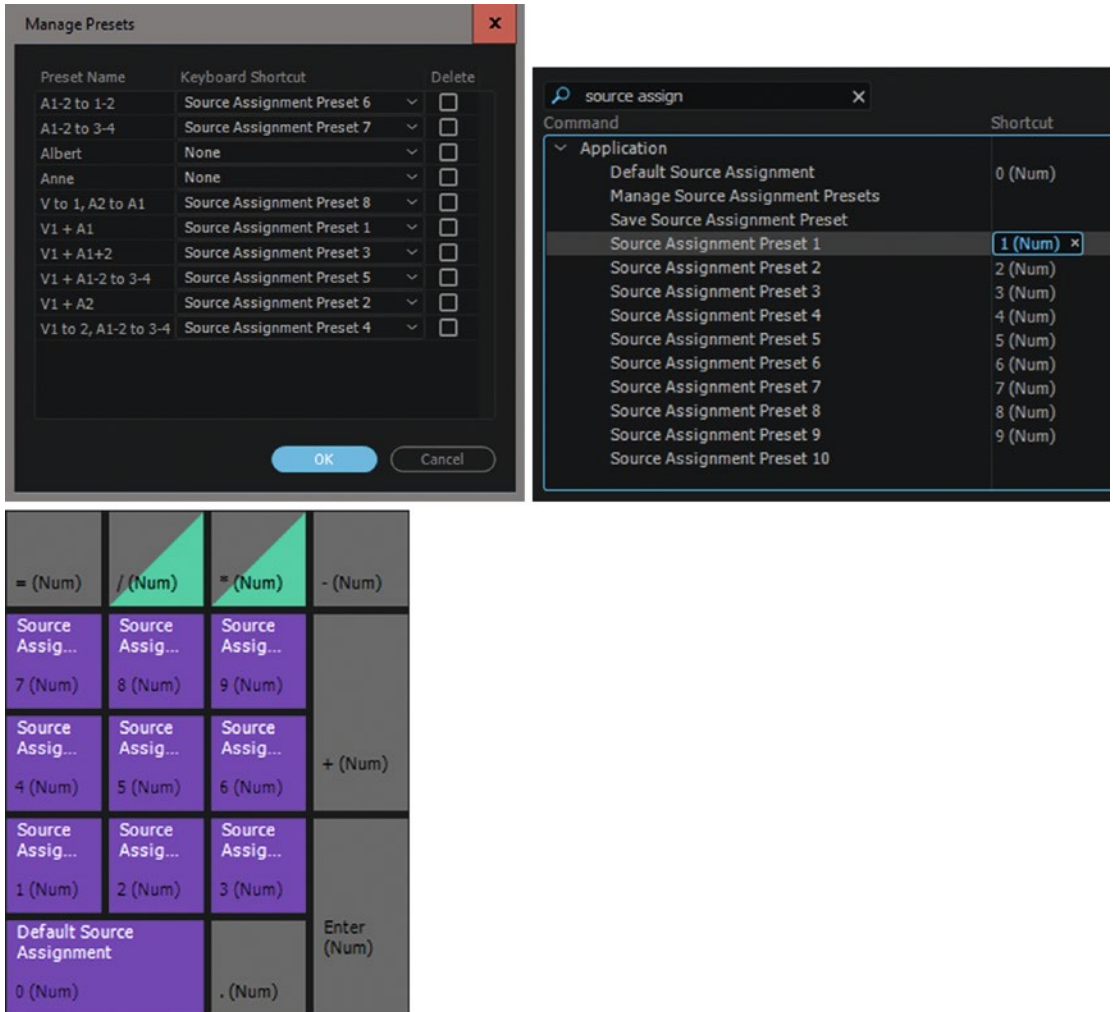 Manage Presets
×
Preset Name Keyboard Shortcut Delete
A1-2 to 1-2 Source Assignment Preset 6
A1-2 to 3-4 Source Assignment Preset 7
Albert None
Anne None
V to 1, A2 to A1 Source Assignment Preset 8
V1 + A1 Source Assignment Preset 1
V1 + A1+2 Source Assignment Preset 3
V1 + A1-2 to 3-4 Source Assignment Preset 5
V1 + A2 Source Assignment Preset 2
V1 to 2, A1-2 to 3-4 Source Assignment Preset 4
OK Cancel
source assign ×
Command Shortcut
Application
Default Source Assignment 0 (Num)
Manage Source Assignment Presets
Save Source Assignment Preset
Source Assignment Preset 1 1 (Num) ×
Source Assignment Preset 2 2 (Num)
Source Assignment Preset 3 3 (Num)
Source Assignment Preset 4 4 (Num)
Source Assignment Preset 5 5 (Num)
Source Assignment Preset 6 6 (Num)
Source Assignment Preset 7 7 (Num)
Source Assignment Preset 8 8 (Num)
Source Assignment Preset 9 9 (Num)
Source Assignment Preset 10
= (Num) / (Num) * (Num) - (Num)
Source Source Source
Assig... Assig... Assig...
7 (Num) 8 (Num) 9 (Num)
Source Source Source
Assig... Assig... Assig...
+ (Num)
4 (Num) 5 (Num) 6 (Num)
Source Source Source
Assig... Assig... Assig...
1 (Num) 2 (Num) 3 (Num)
Default Source Enter
Assignment (Num)
0 (Num) . (Num)